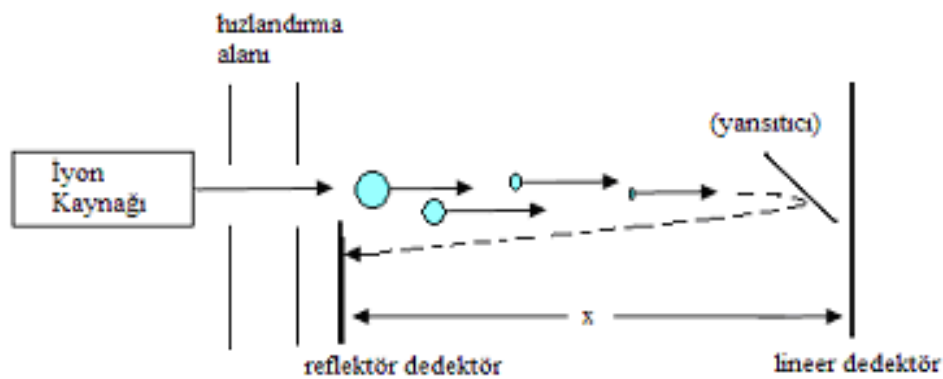 hızlandırma
alanı
(yansıtıcı)
İyon
Kaynağı
x
reflektör dedektör
lineer dedektör